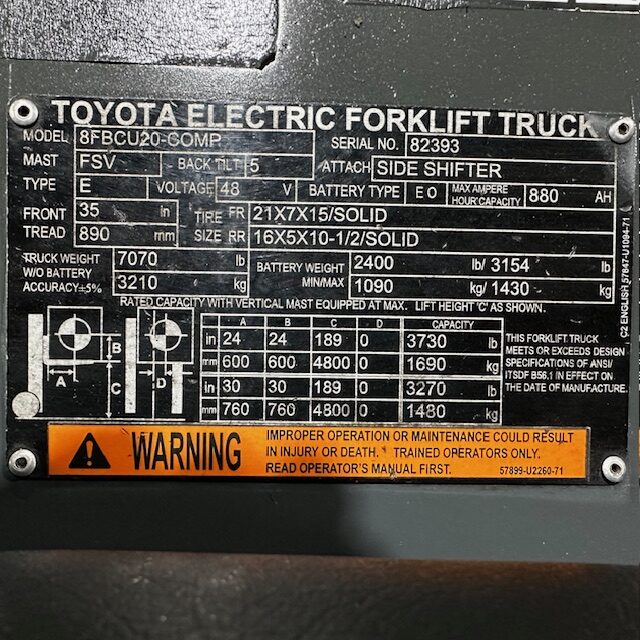 TOYOTA ELECTRIC FORKLIFT TRUCK
MODEL 8FBCU20-COMP SERIAL NO. 82393
MAST FSV BACK TILT 5 ATTACH SIDE SHIFTER
TYPE E VOLTAGE 48 V BATTERY TYPE E O MAX AMPERE HOUR CAPACITY 880 AH
FRONT 35 in TIRE FR 21X7X15/SOLID
TREAD 890 mm SIZE RR 16X5X10-1/2/SOLID
TRUCK WEIGHT 7070 lb BATTERY WEIGHT 2400 lb/ 3154 lb
W/O BATTERY
ACCURACY±5% 3210 kg MIN/MAX 1090 kg/ 1430 kg
RATED CAPACITY WITH VERTICAL MAST EQUIPPED AT MAX. LIFT HEIGHT 'C' AS SHOWN.
A B C D CAPACITY
in 24 24 189 0 3730 lb
mm 600 600 4800 0 1690 kg
in 30 30 189 0 3270 lb
mm 760 760 4800 0 1480 kg
A B C D
THIS FORKLIFT TRUCK
MEETS OR EXCEEDS DESIGN
SPECIFICATIONS OF ANSI/
ITSDF B56.1 IN EFFECT ON
THE DATE OF MANUFACTURE.
C2 ENGLISH 57847-U1094-71
WARNING
IMPROPER OPERATION OR MAINTENANCE COULD RESULT
IN INJURY OR DEATH. TRAINED OPERATORS ONLY.
READ OPERATOR'S MANUAL FIRST. 57899-U2260-71